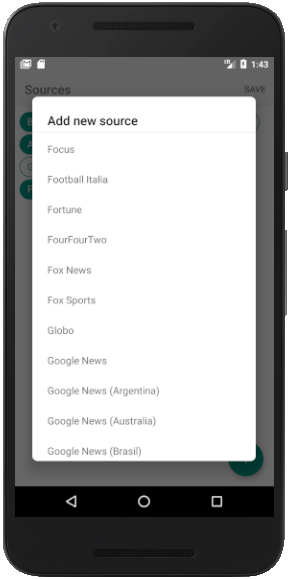 1:43
Sources
SAVE
Add new source
Focus
Football Italia
Fortune
FourFourTwo
Fox News
Fox Sports
Globo
Google News
Google News (Argentina)
Google News (Australia)
Google News (Brasil)